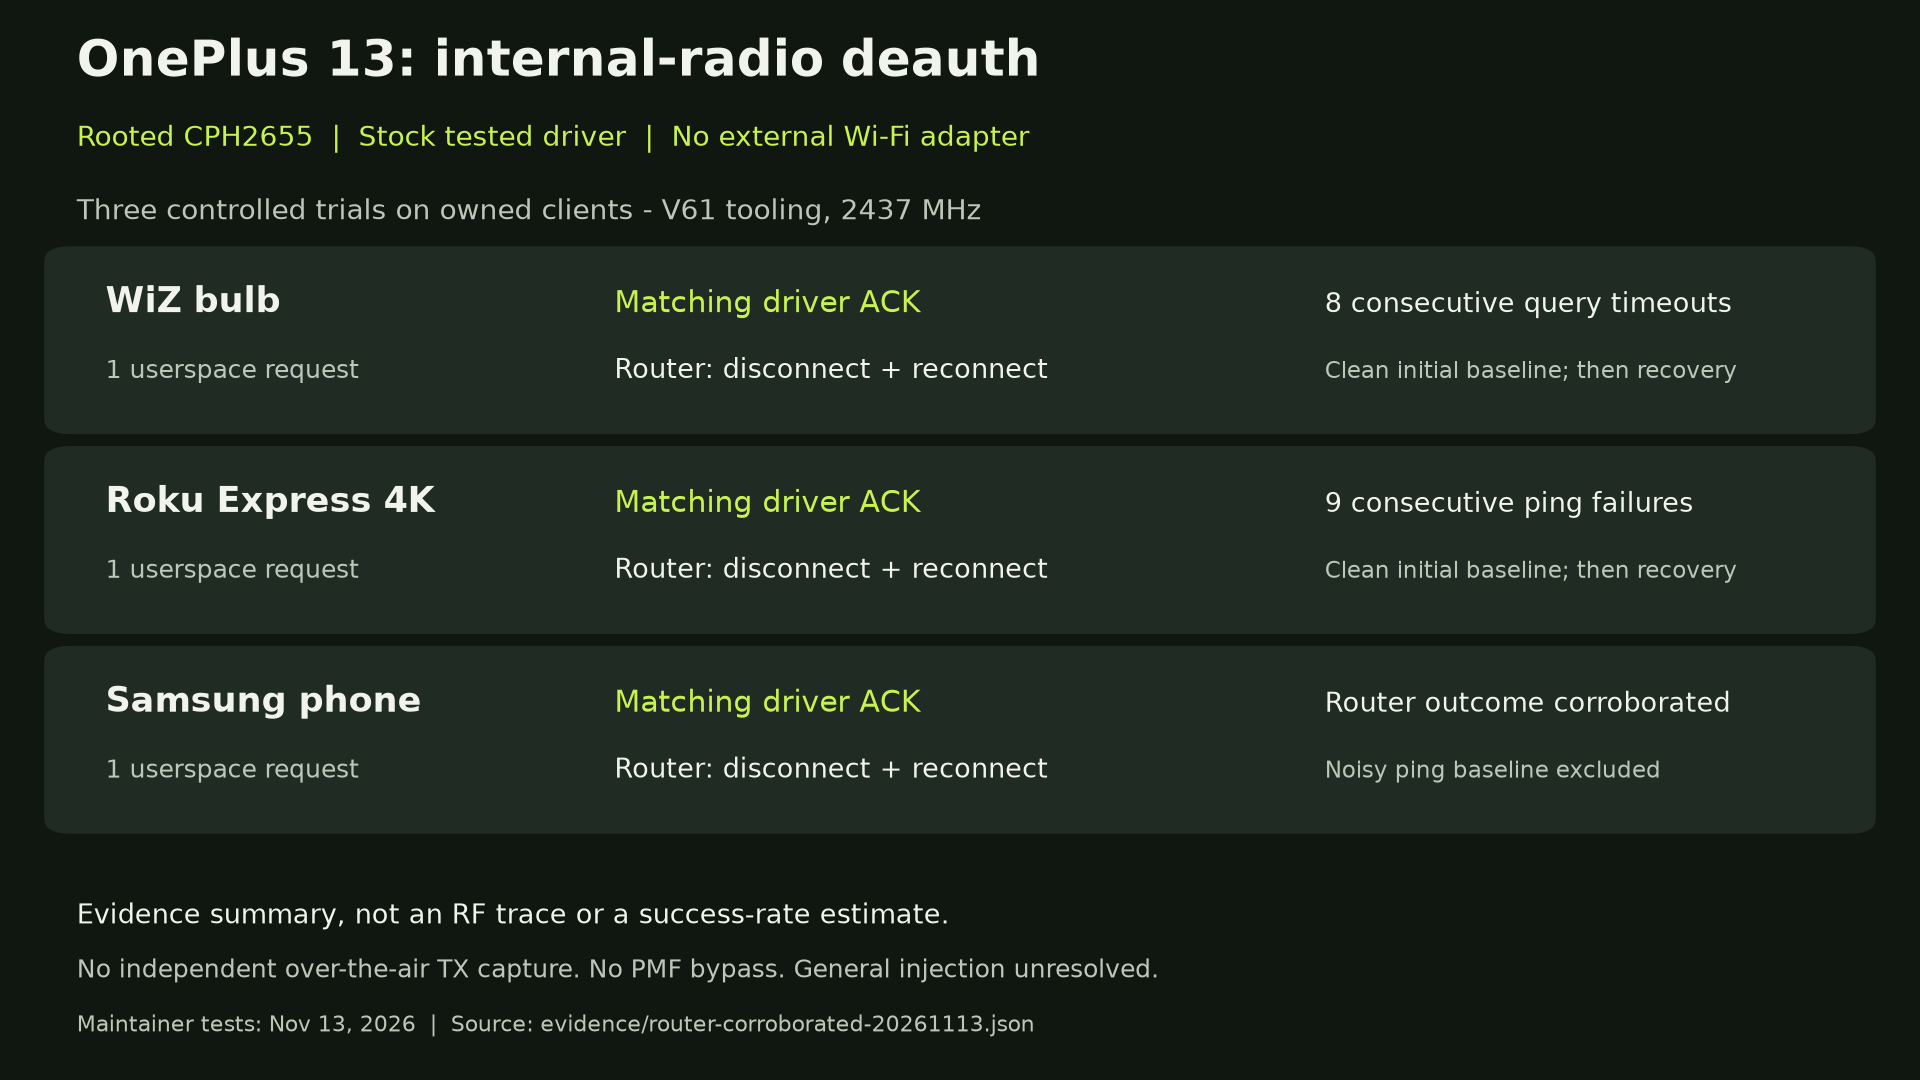 OnePlus 13: internal-radio deauth
Rooted CPH2655 | Stock tested driver | No external Wi-Fi adapter
Three controlled trials on owned clients - V61 tooling, 2437 MHz
WiZ bulb
Matching driver ACK
8 consecutive query timeouts
1 userspace request
Router: disconnect + reconnect
Clean initial baseline; then recovery
Roku Express 4K
Matching driver ACK
9 consecutive ping failures
1 userspace request
Router: disconnect + reconnect
Clean initial baseline; then recovery
Samsung phone
Matching driver ACK
Router outcome corroborated
1 userspace request
Router: disconnect + reconnect
Noisy ping baseline excluded
Evidence summary, not an RF trace or a success-rate estimate.
No independent over-the-air TX capture. No PMF bypass. General injection unresolved.
Maintainer tests: Nov 13, 2026 | Source: evidence/router-corroborated-20261113.json